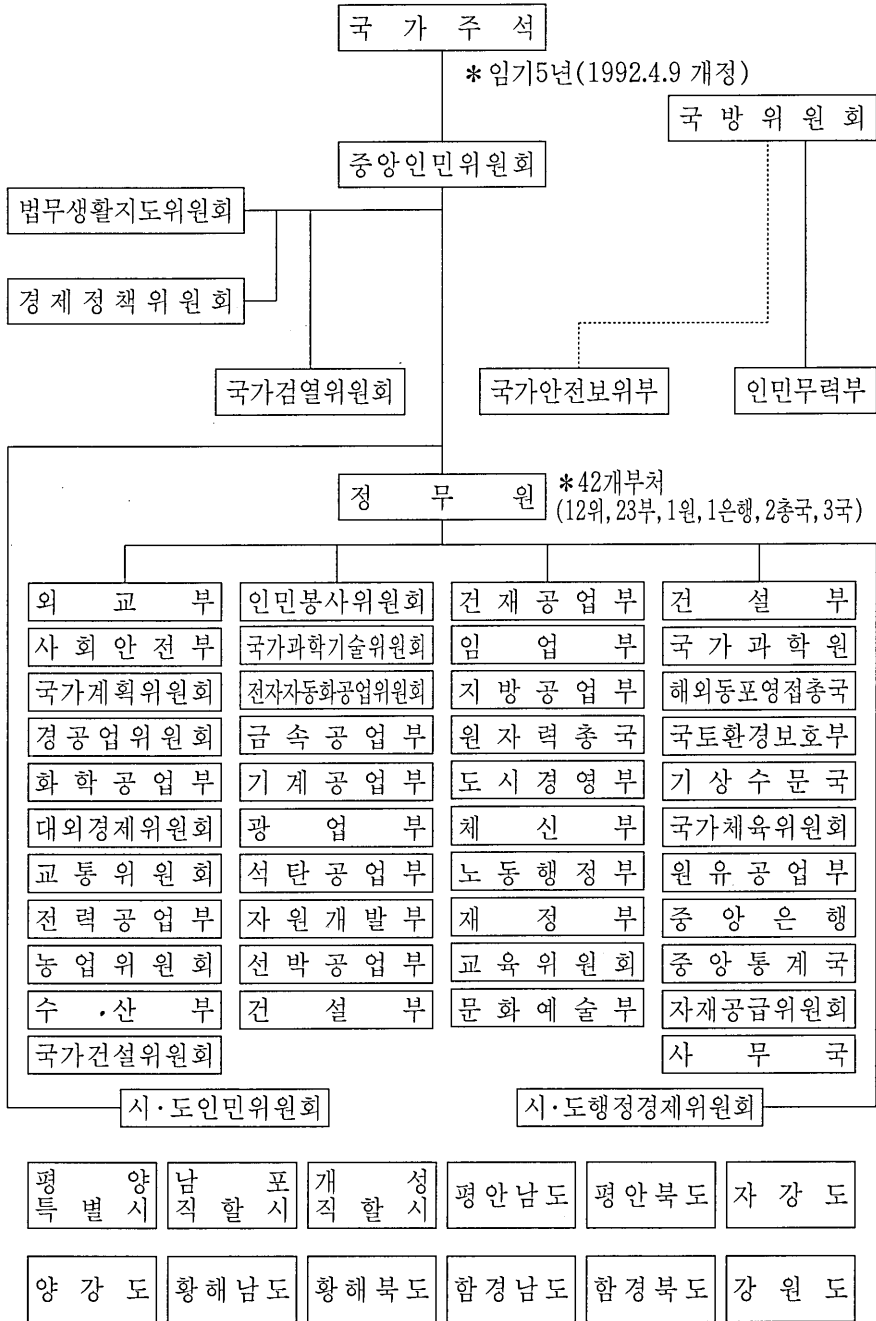 국가주석
*임기5년(1992.4.9 개정)
국방위원회
중앙인민위원회
법무생활지도위원회
경제정책위원회
국가검열위원회
국가안전보위부
인민무력부
정무원
*42개부처
(12위,23부,1원,1은행,2총국,3국)
외교부
인민봉사위원회
건재공업부
건설부
사회안전부
국가과학기술위원회
임업부
국가과학원
국가계획위원회
전자자동화공업위원회
지방공업부
해외동포영접총국
경공업위원회
금속공업부
원자력총국
국토환경보호부
화학공업부
기계공업부
도시경영부
기상수문국
대외경제위원회
광업부
체신부
국가체육위원회
교통위원회
석탄공업부
노동행정부
원유공업부
전력공업부
자원개발부
재정부
중앙은행
농업위원회
선박공업부
교육위원회
중앙통계국
수·산부
건설부
문화예술부
자재공급위원회
국가건설위원회
사무국
시·도인민위원회
시·도행정경제위원회
평양
특별시
남포
직할시
개성
직할시
평안남도
평안북도
자강도
양강도
황해남도
황해북도
함경남도
함경북도
강원도